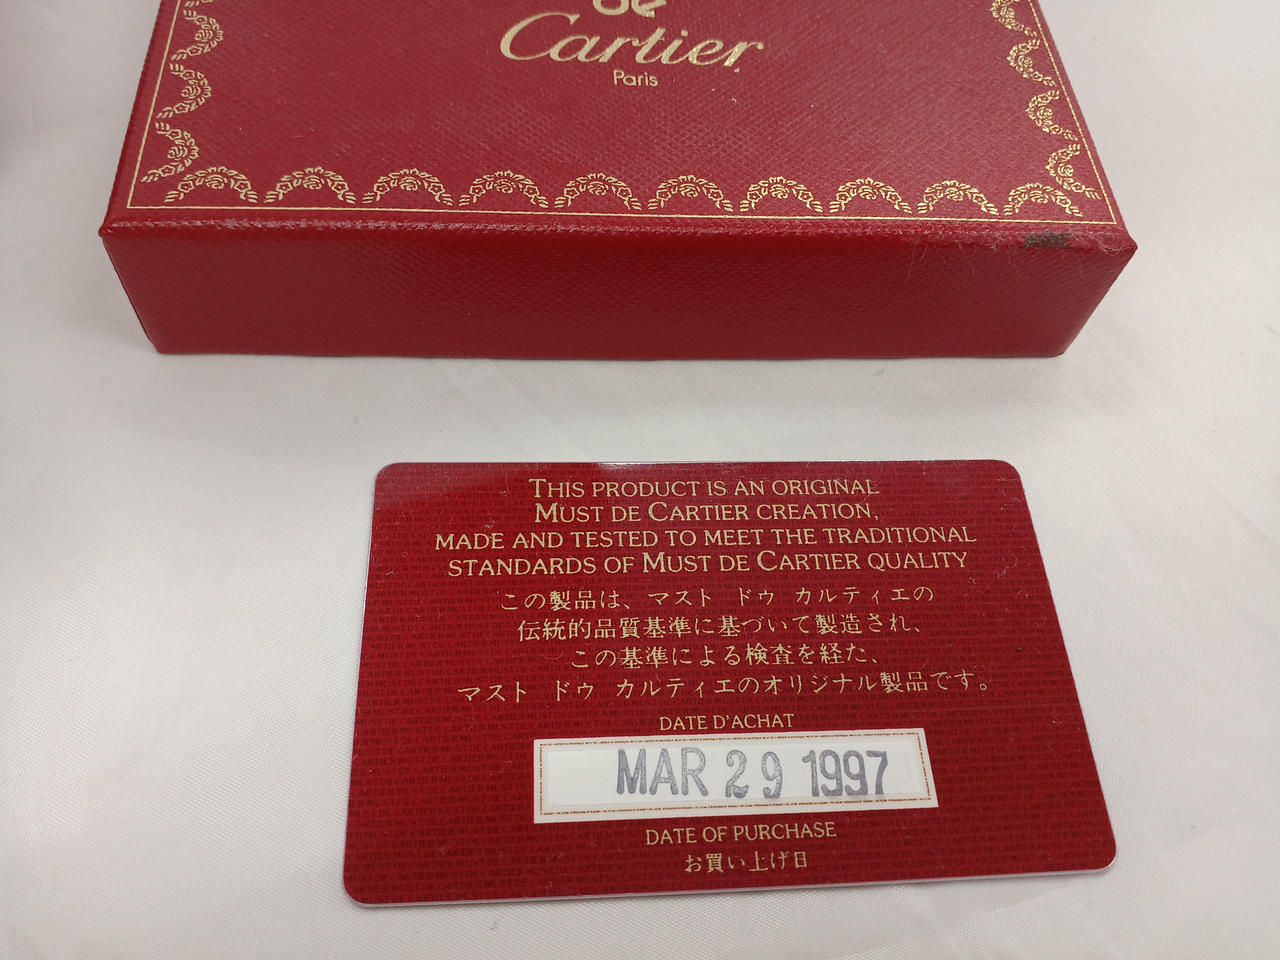 de
Cartier
Paris
THIS PRODUCT IS AN ORIGINAL
MUST DE CARTIER CREATION,
MADE AND TESTED TO MEET THE TRADITIONAL
STANDARDS OF MUST DE CARTIER QUALITY
この製品は、マスト ドゥ カルティエの
伝統的品質基準に基づいて製造され、
この基準による検査を経た、
マスト ドゥ カルティエのオリジナル製品です。
DATE D'ACHAT
MAR 29 1997
DATE OF PURCHASE
お買い上げ日